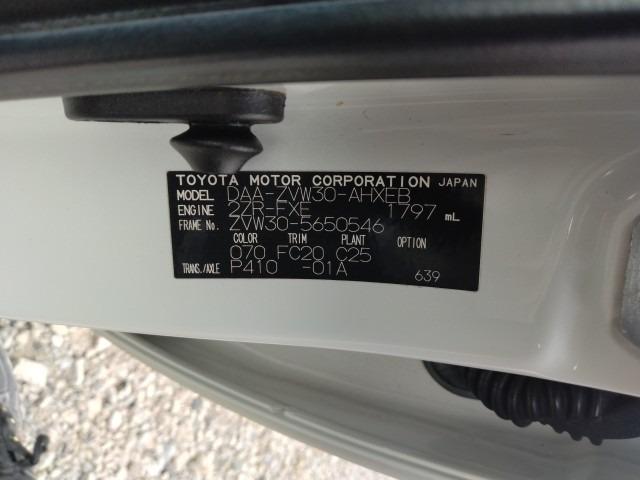 TOYOTA MOTOR CORPORATION JAPAN
MODEL DAA-ZVW30-AHXEB
ENGINE 2ZR-FXE 1797 mL
FRAME No. ZVW30-5650546
COLOR TRIM PLANT OPTION
070 FC20 C25
TRANS./AXLE P410 -01A
639